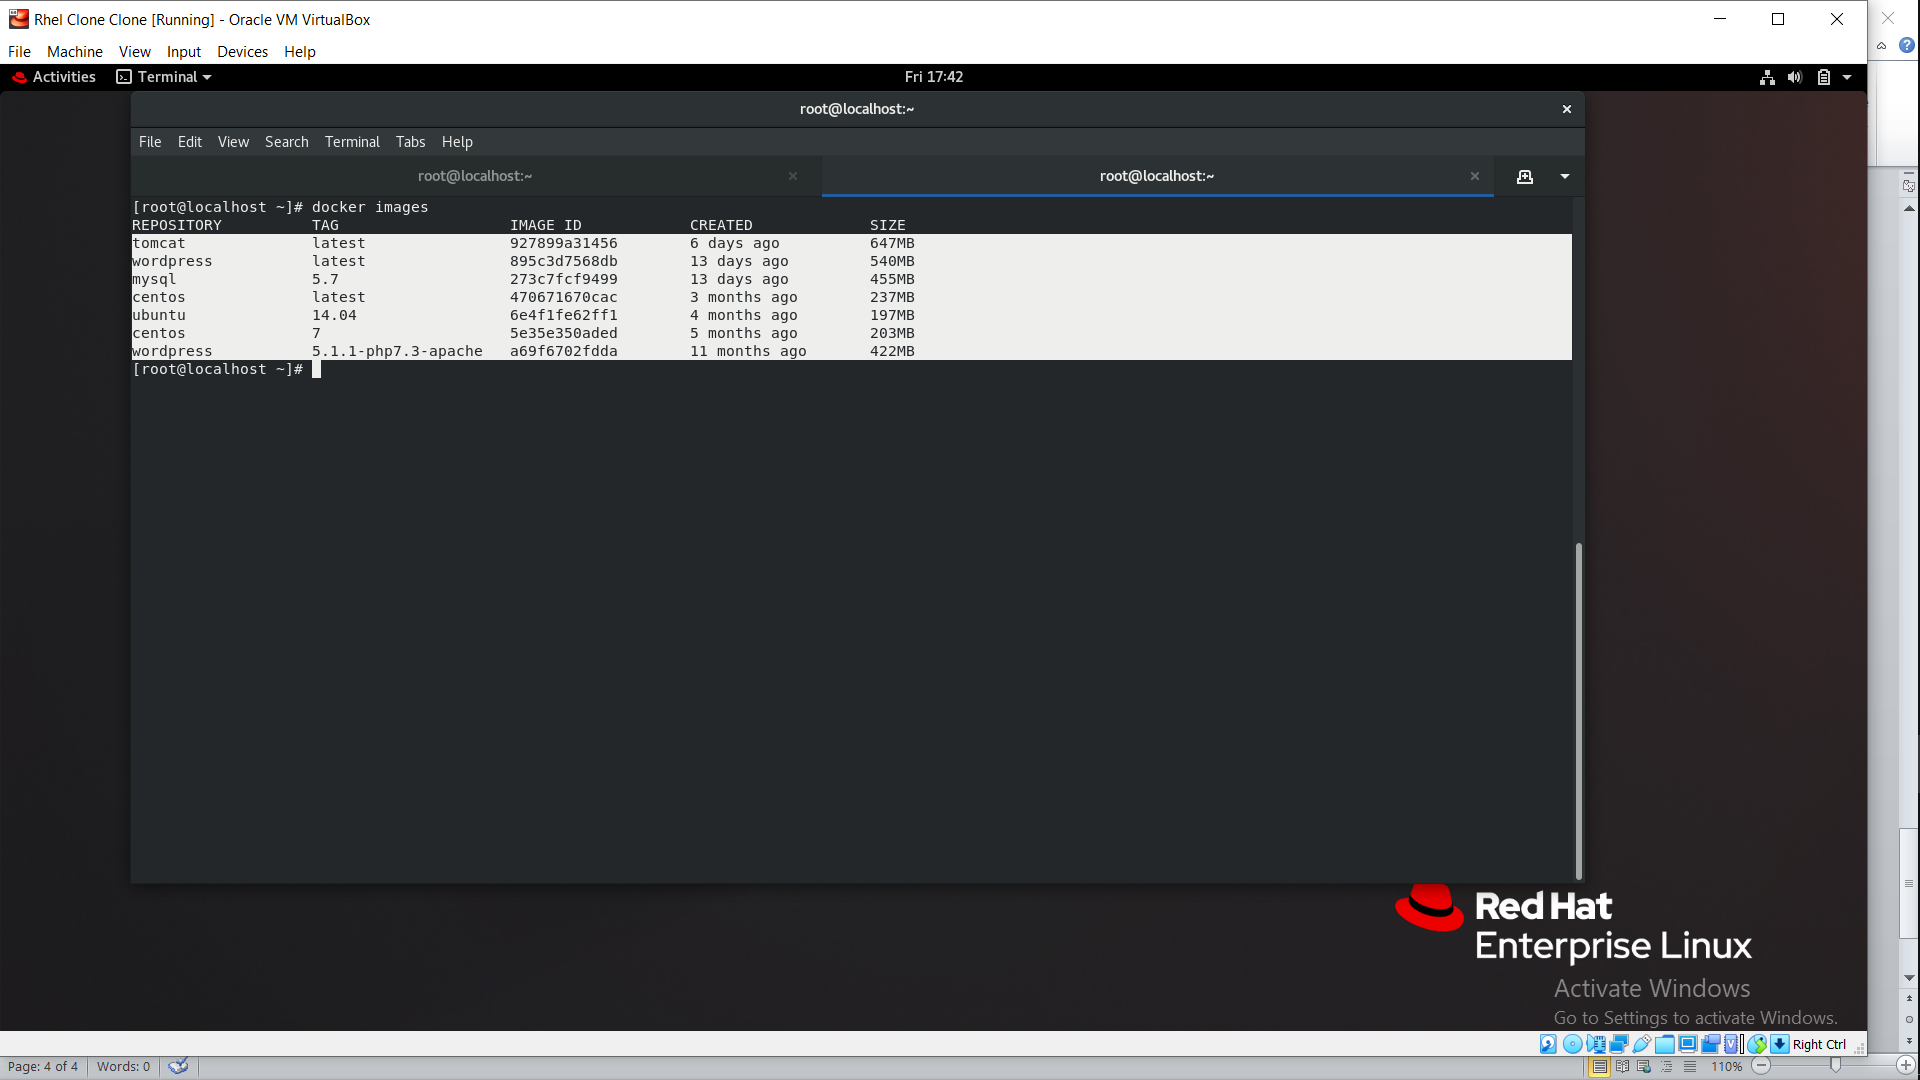 Rhel Clone Clone [Running] - Oracle VM VirtualBox
File Machine View Input Devices Help
Activities Terminal Fri 17:42
root@localhost:~
File Edit View Search Terminal Tabs Help
root@localhost:~ root@localhost:~
[root@localhost ~]# docker images
REPOSITORY TAG IMAGE ID CREATED SIZE
tomcat latest 927899a31456 6 days ago 647MB
wordpress latest 895c3d7568db 13 days ago 540MB
mysql 5.7 273c7fcf9499 13 days ago 455MB
centos latest 470671670cac 3 months ago 237MB
ubuntu 14.04 6e4f1fe62ff1 4 months ago 197MB
centos 7 5e35e350aded 5 months ago 203MB
wordpress 5.1.1-php7.3-apache a69f6702fdda 11 months ago 422MB
[root@localhost ~]#
Red Hat
Enterprise Linux
Activate Windows
Go to Settings to activate Windows.
Right Ctrl
Page: 4 of 4 Words: 0 110%